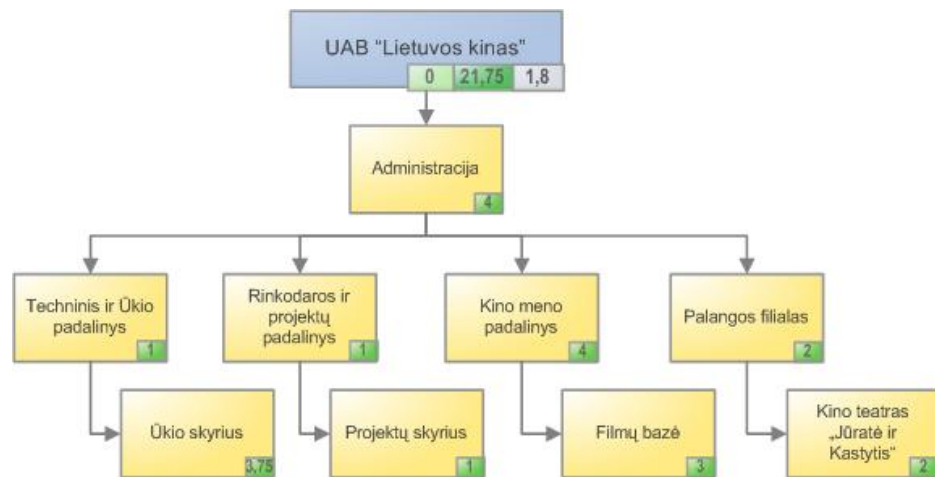 UAB “Lietuvos kinas”
0 21,75 1,8
Administracija
4
Techninis ir Ūkio
padalinys
1
Rinkodaros ir
projektų
padalinys
1
Kino meno
padalinys
4
Palangos filialas
2
Ūkio skyrius
3,75
Projektų skyrius
1
Filmų bazė
3
Kino teatras
„Jūratė ir
Kastytis“
2